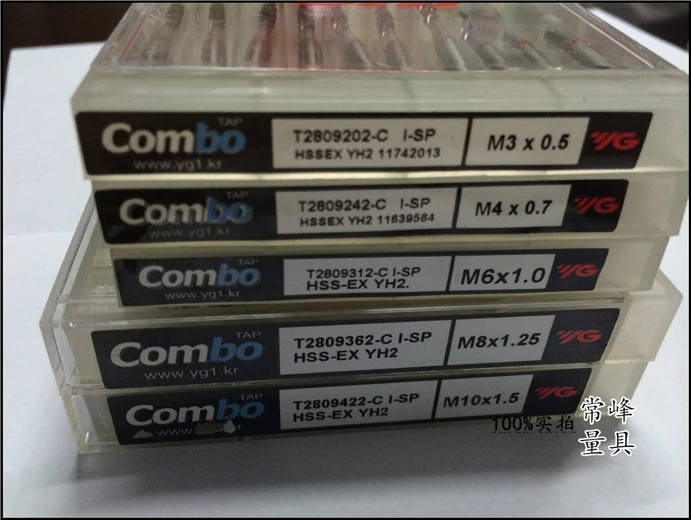 TAP
Combo
www.yg1.kr
T2809202-C I-SP
HSSEX YH2 11742013
M3 x 0.5
YG
TAP
Combo
www.yg1.kr
T2809242-C I-SP
HSSEX YH2 11639584
M4 x 0.7
YG
Combo
www.yg1.kr
T2809312-C I-SP
HSS-EX YH2.
M6x1.0
YG
TAP
Combo
www.yg1.kr
T2809362-C I-SP
HSS-EX YH2
M8x1.25
YG
TAP
Combo
www.
T2809422-C I-SP
HSS-EX YH2
M10x1.5
YG
100%实拍
常峰
量具